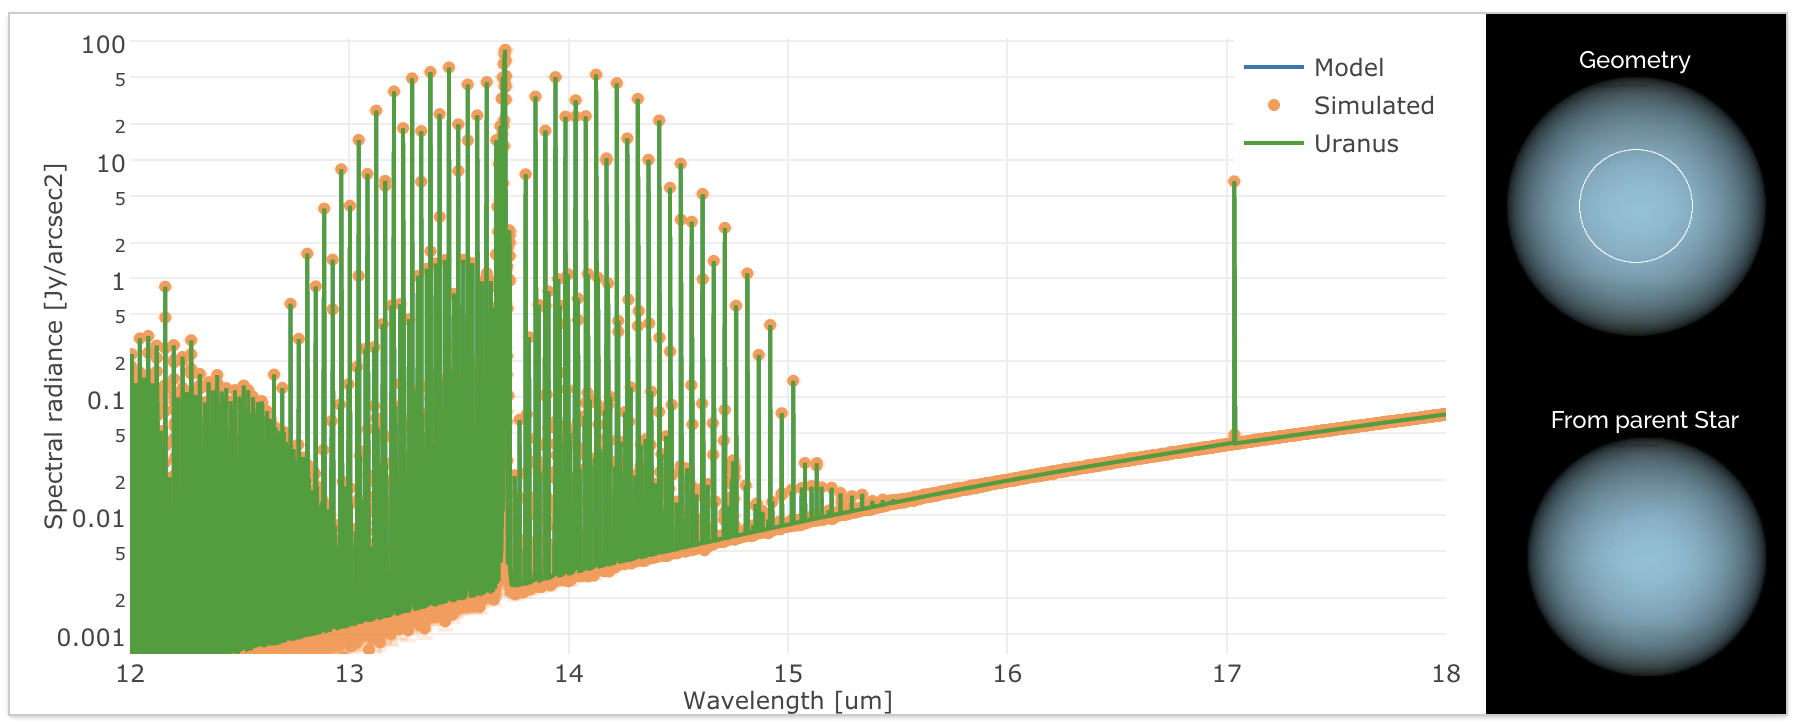 100
5
2
10
5
2
1
5
2
0.1
5
2
0.01
5
2
0.001
Spectral radiance [Jy/arcsec2]
12 13 14 15 16 17 18
Wavelength [um]
Model
Simulated
Uranus
Geometry
From parent Star